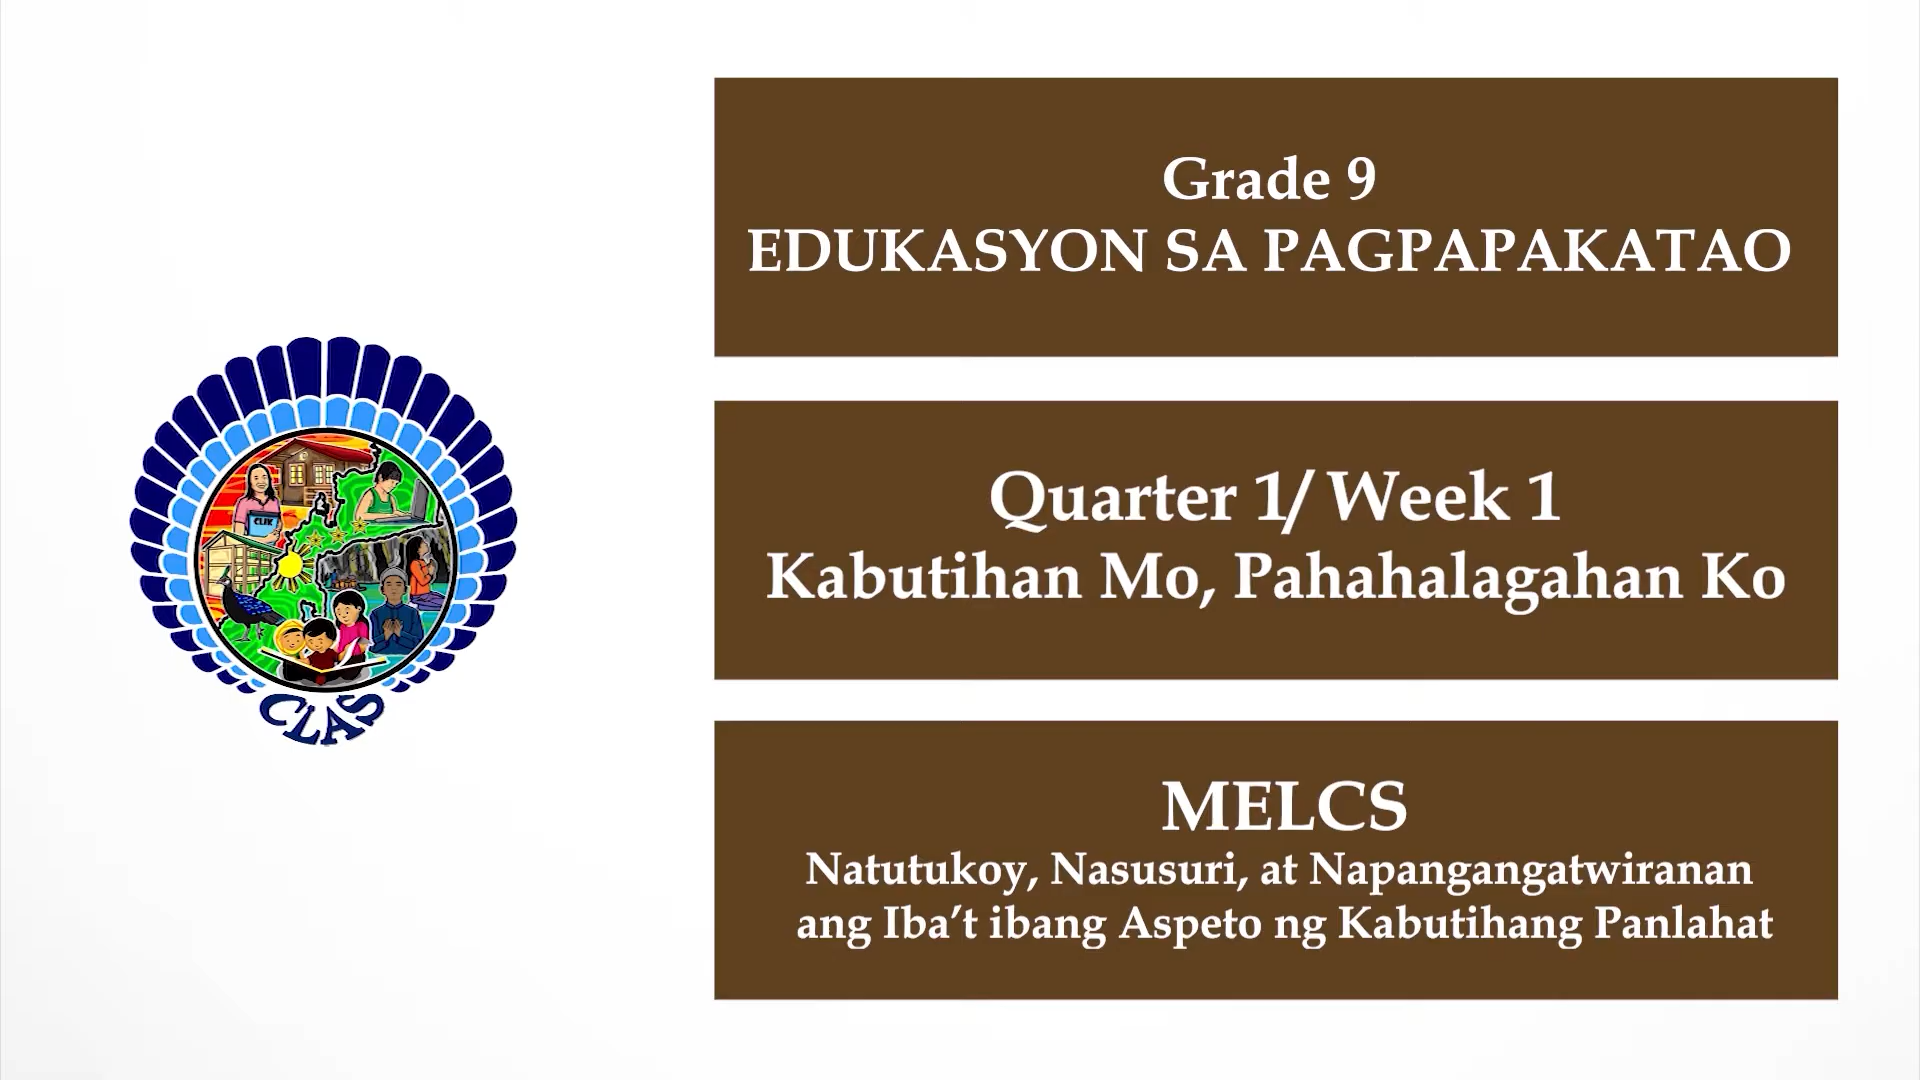 Grade 9
EDUKASYON SA PAGPAPAKATAO
Quarter 1/ Week 1
Kabutihan Mo, Pahahalagahan Ko
MELCS
Natutukoy, Nasusuri, at Napangangatwiranan
ang Iba’t ibang Aspeto ng Kabutihang Panlahat
CLIK
CLAS